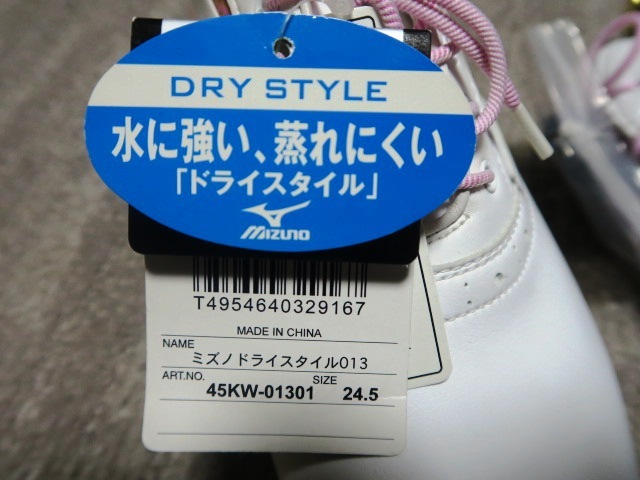 DRY STYLE
水に強い、蒸れにくい
「ドライスタイル」
MIZUNO
T4954640329167
MADE IN CHINA
NAME
ミズノドライスタイル013
ART.NO. SIZE
45KW-01301 24.5